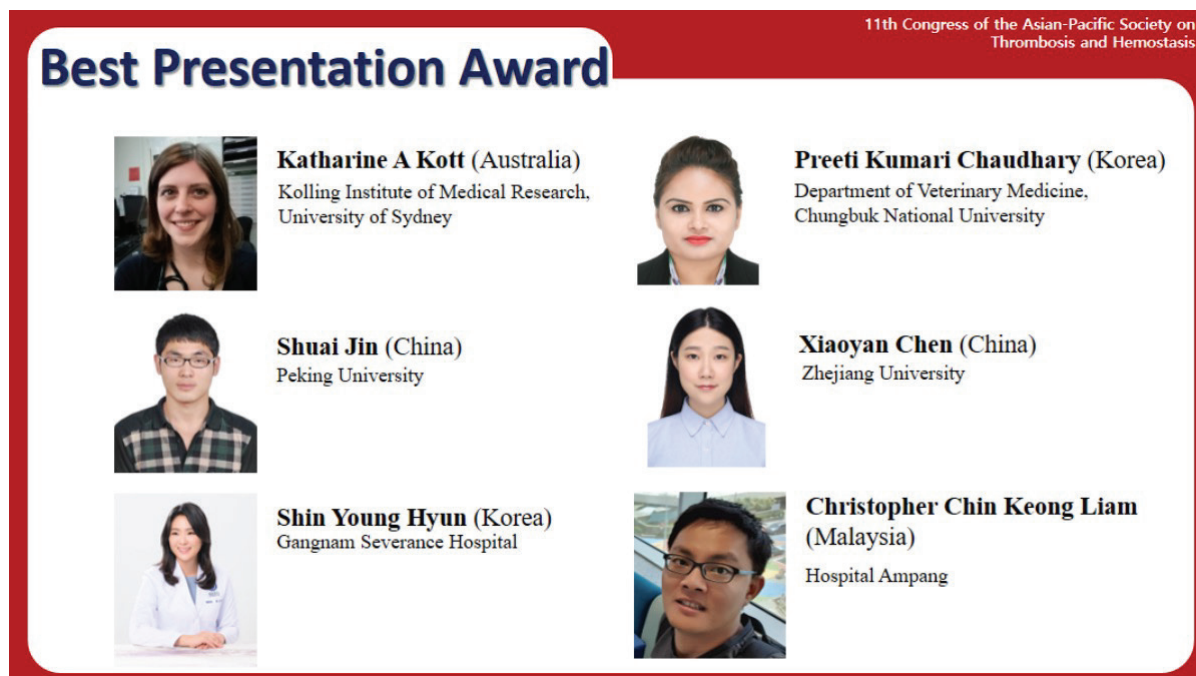 11th Congress of the Asian-Pacific Society on
Thrombosis and Hemostasis
Best Presentation Award
Katharine A Kott (Australia)
Kolling Institute of Medical Research,
University of Sydney
Preeti Kumari Chaudhary (Korea)
Department of Veterinary Medicine,
Chungbuk National University
Shuai Jin (China)
Peking University
Xiaoyan Chen (China)
Zhejiang University
Shin Young Hyun (Korea)
Gangnam Severance Hospital
Christopher Chin Keong Liam
(Malaysia)
Hospital Ampang